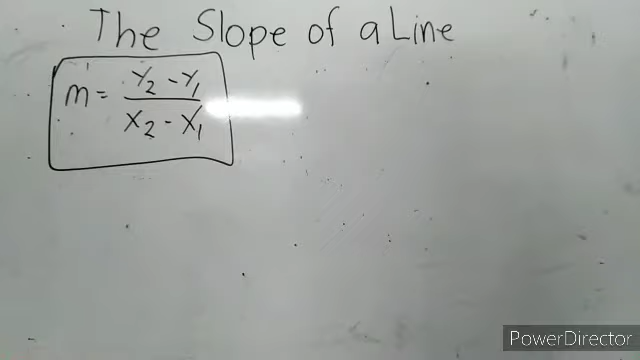 The Slope of a Line
m = Y₂ - Y₁
X₂ - X₁
PowerDirector